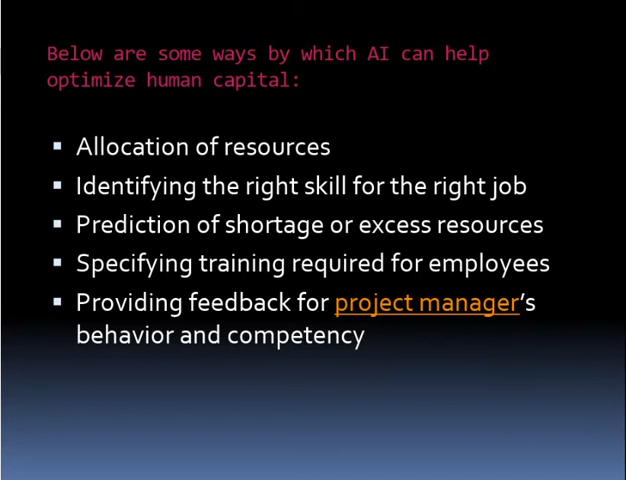 Below are some ways by which AI can help
optimize human capital:
▪ Allocation of resources
▪ Identifying the right skill for the right job
▪ Prediction of shortage or excess resources
▪ Specifying training required for employees
▪ Providing feedback for project manager's
behavior and competency